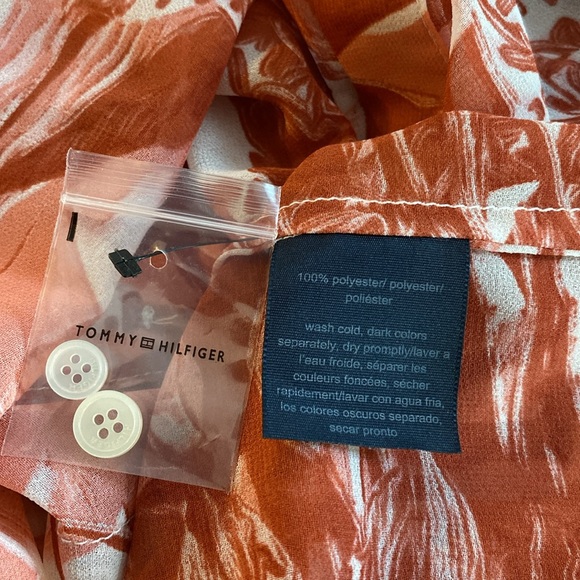 TOMMY HILFIGER
100% polyester/ polyester/
poliéster
wash cold, dark colors
separately, dry promptly/laver a
l'eau froide, séparer les
couleurs foncées, sécher
rapidement/lavar con agua fria,
los colores oscuros separado,
secar pronto